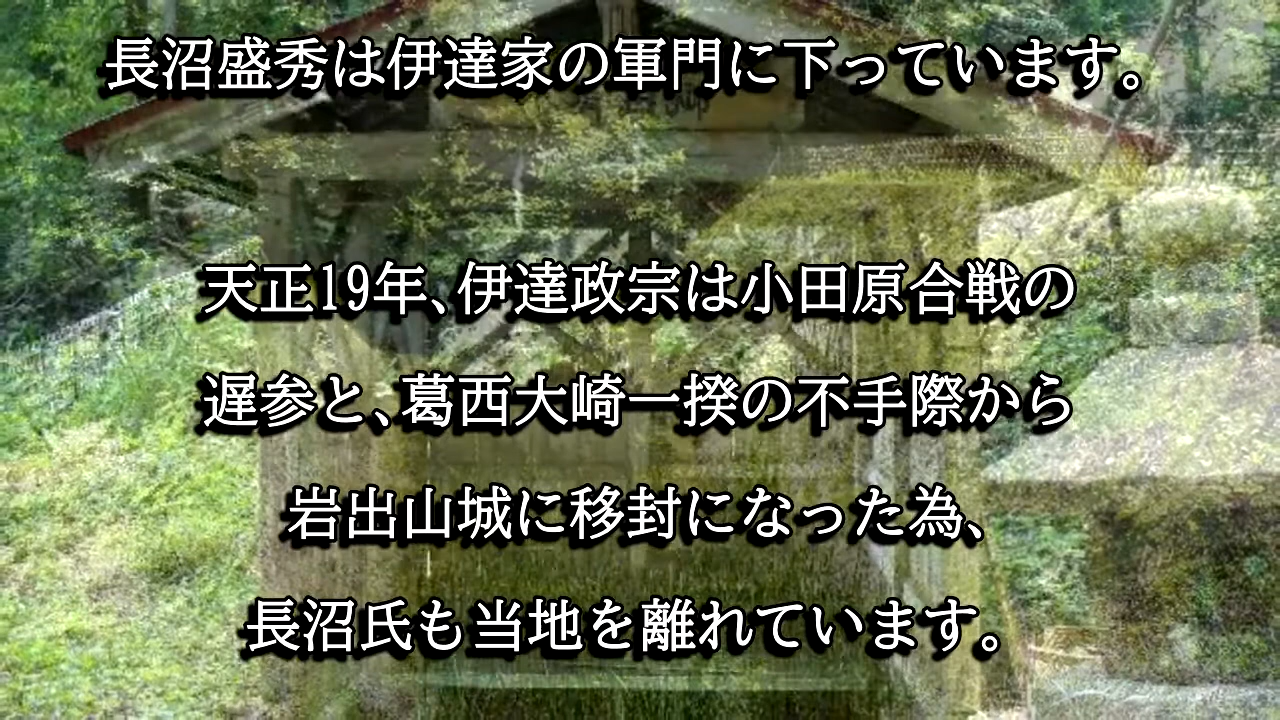 長沼盛秀は伊達家の軍門に下っています。
天正19年、伊達政宗は小田原合戦の
遅参と、葛西大崎一揆の不手際から
岩出山城に移封になった為、
長沼氏も当地を離れています。